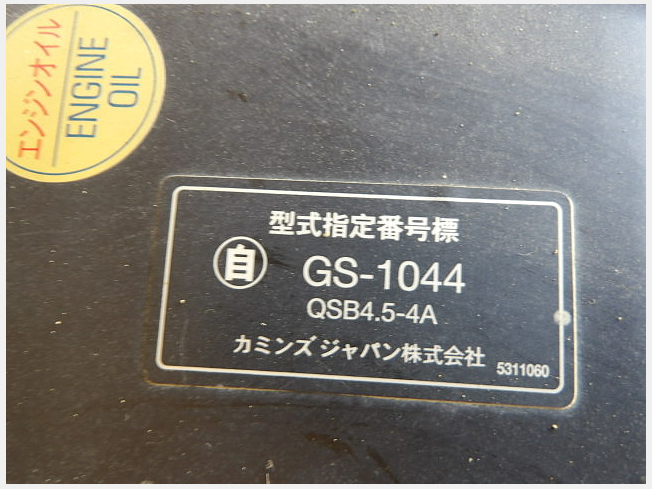 エンジンオイル
ENGINE
OIL
型式指定番号標
自 GS-1044
QSB4.5-4A
カミンズジャパン株式会社 5311060